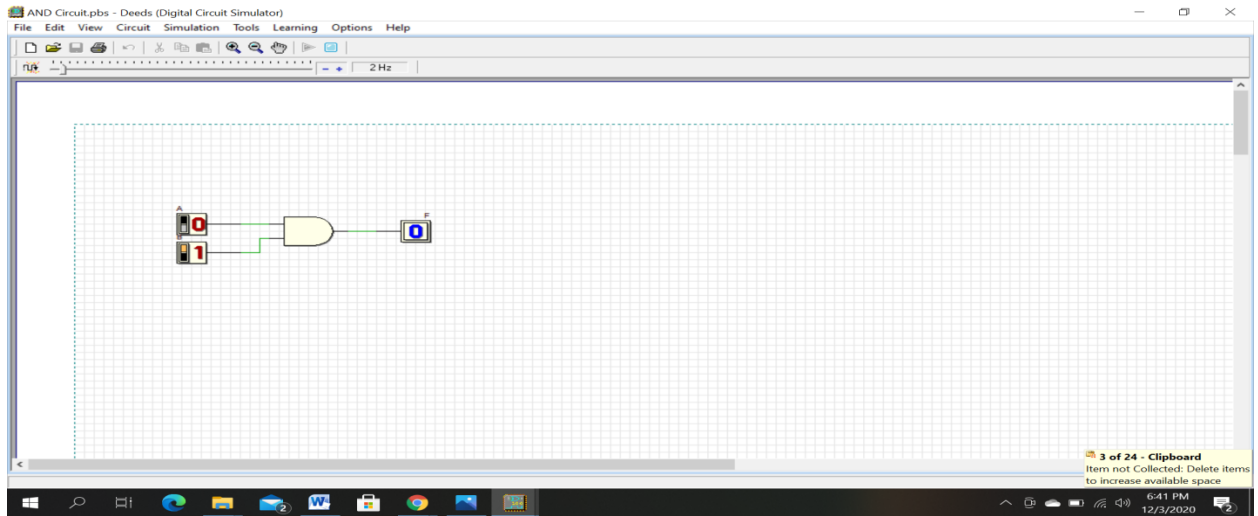 AND Circuit.pbs - Deeds (Digital Circuit Simulator)
File Edit View Circuit Simulation Tools Learning Options Help
- + 2 Hz
A
0
1
F
0
3 of 24 - Clipboard
Item not Collected: Delete items
to increase available space
6:41 PM
12/3/2020
2
2